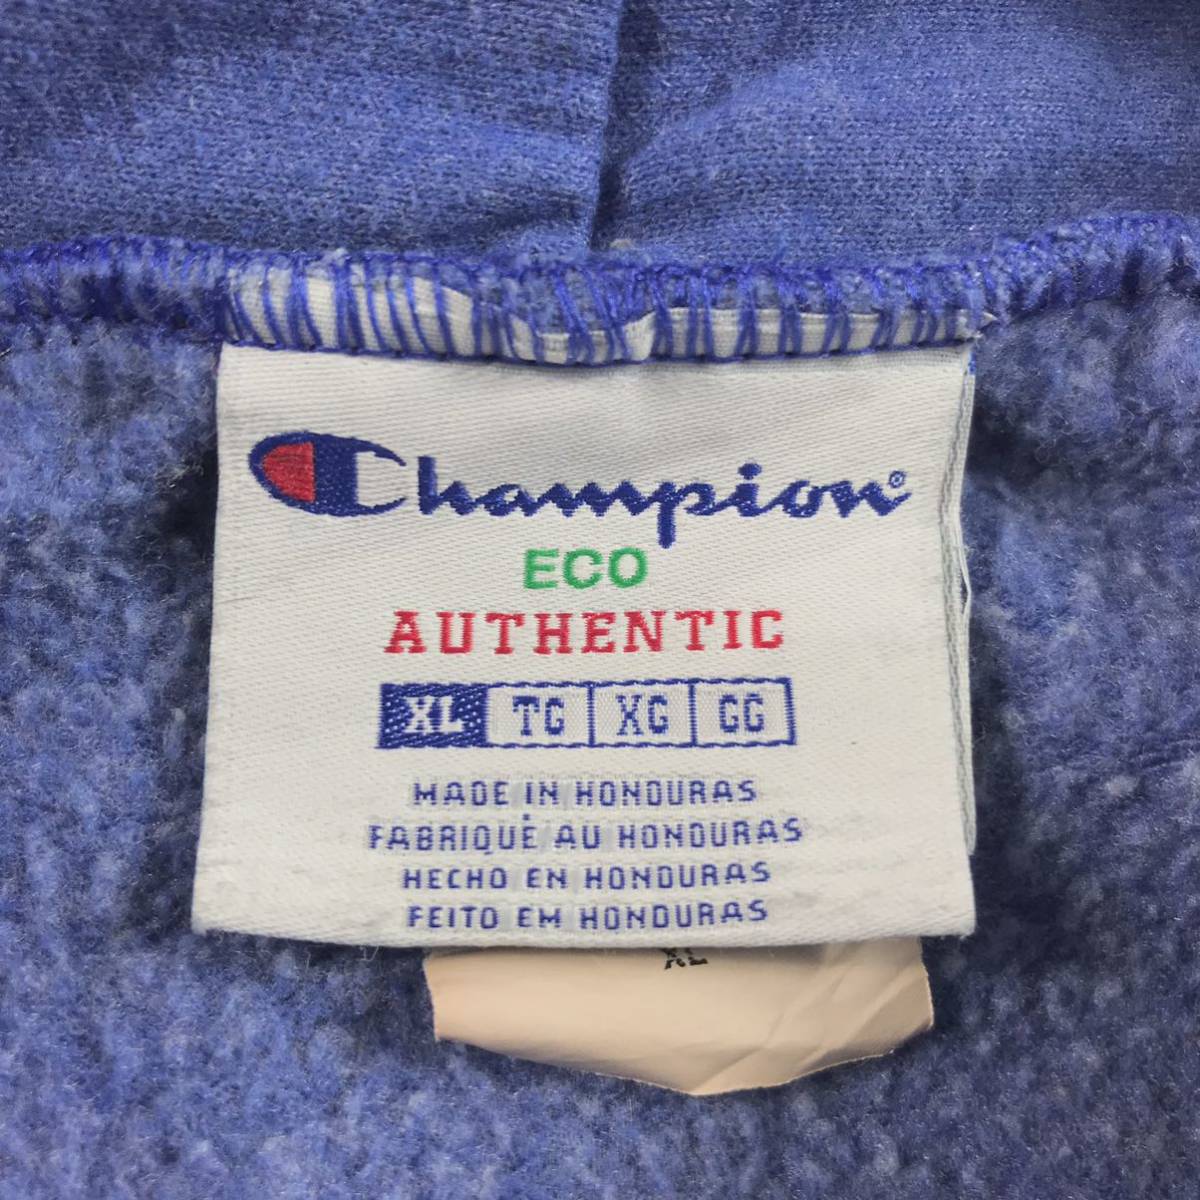 Champion®
ECO
AUTHENTIC
XL TG XG GG
MADE IN HONDURAS
FABRIQUÉ AU HONDURAS
HECHO EN HONDURAS
FEITO EM HONDURAS
XL